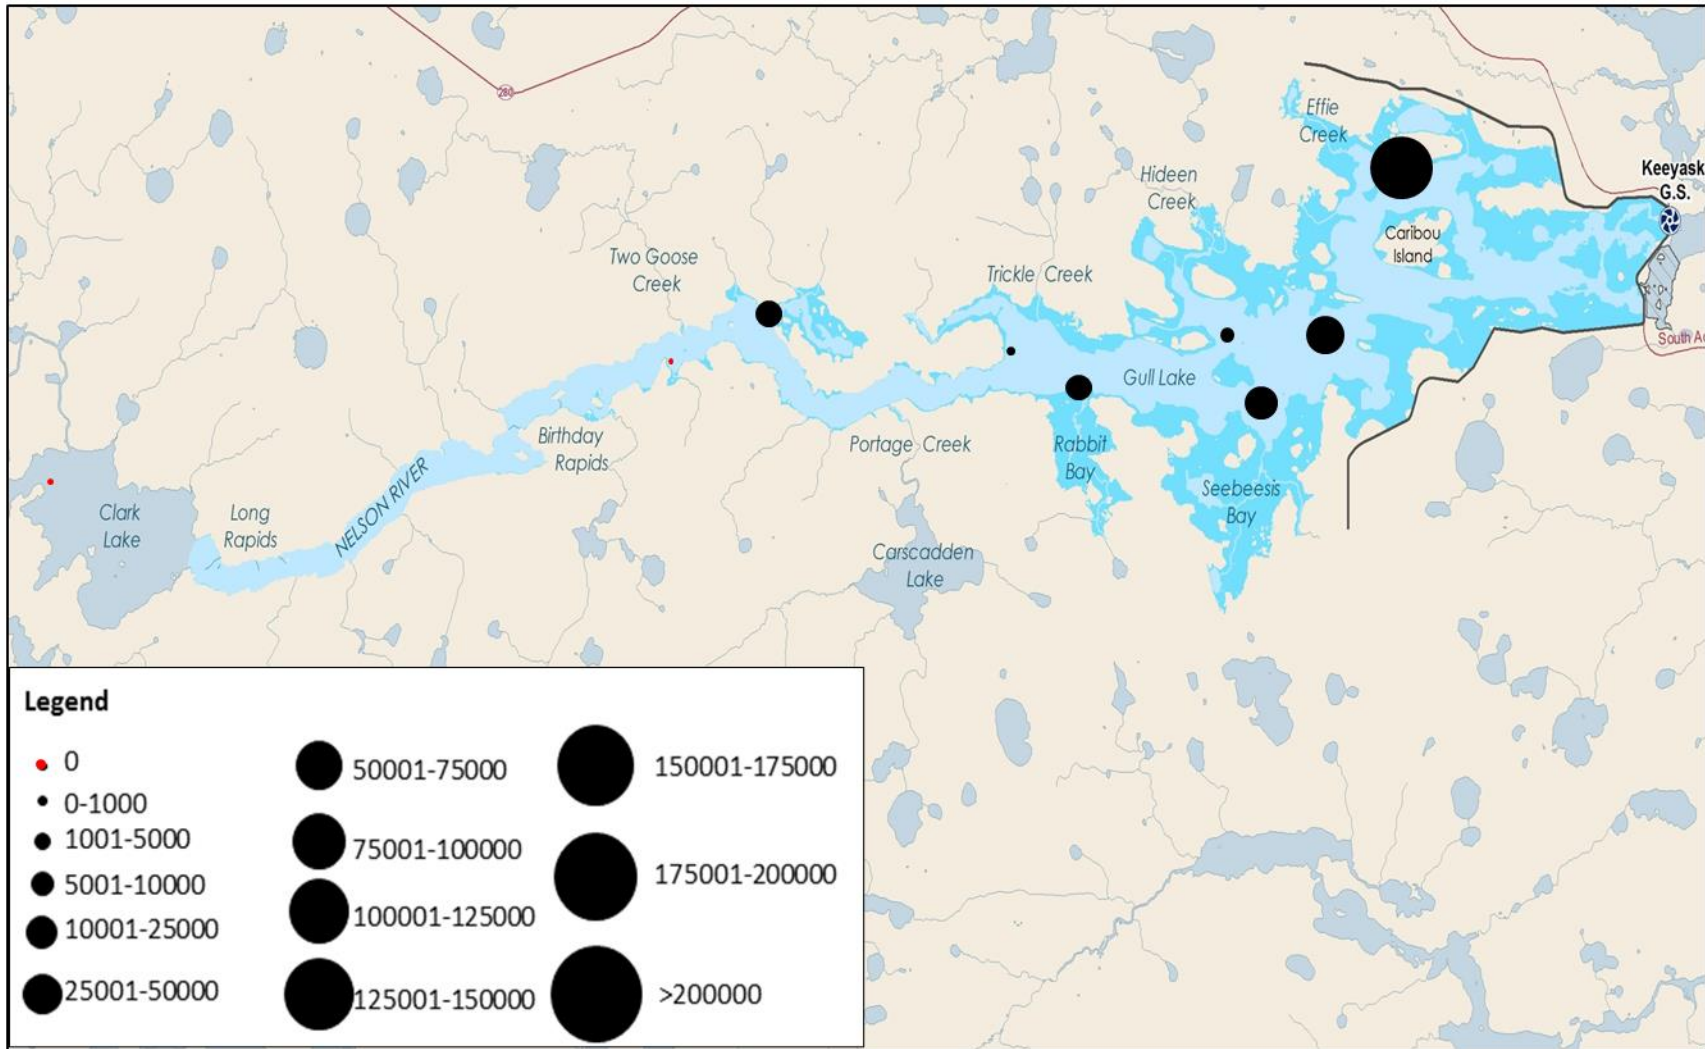 280
Effie
Creek
Keeyask
G.S.
Hideen
Creek
Caribou
Island
Two Goose
Creek
Trickle Creek
South
Gull Lake
Birthday
Rapids
Portage Creek
Rabbit
Bay
NELSON RIVER
Seebeesis
Bay
Clark
Lake
Long
Rapids
Carscadden
Lake
Legend
0
0-1000
1001-5000
5001-10000
10001-25000
25001-50000
50001-75000
75001-100000
100001-125000
125001-150000
150001-175000
175001-200000
>200000